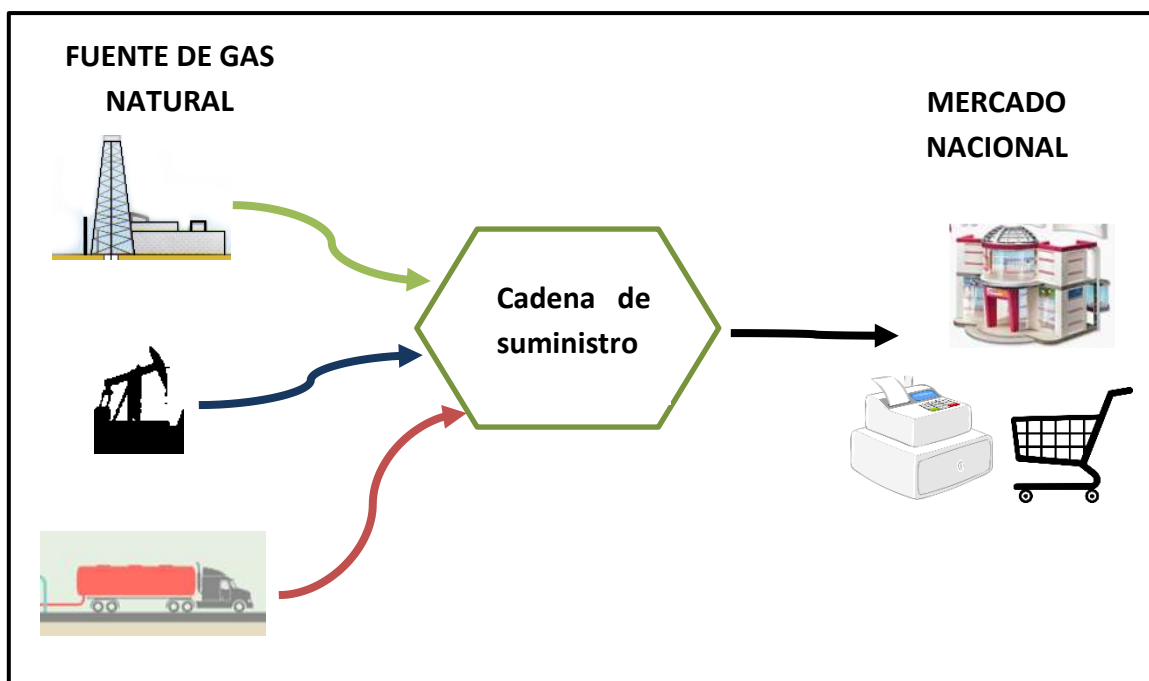 FUENTE DE GAS
NATURAL
MERCADO
NACIONAL
Cadena de
suministro